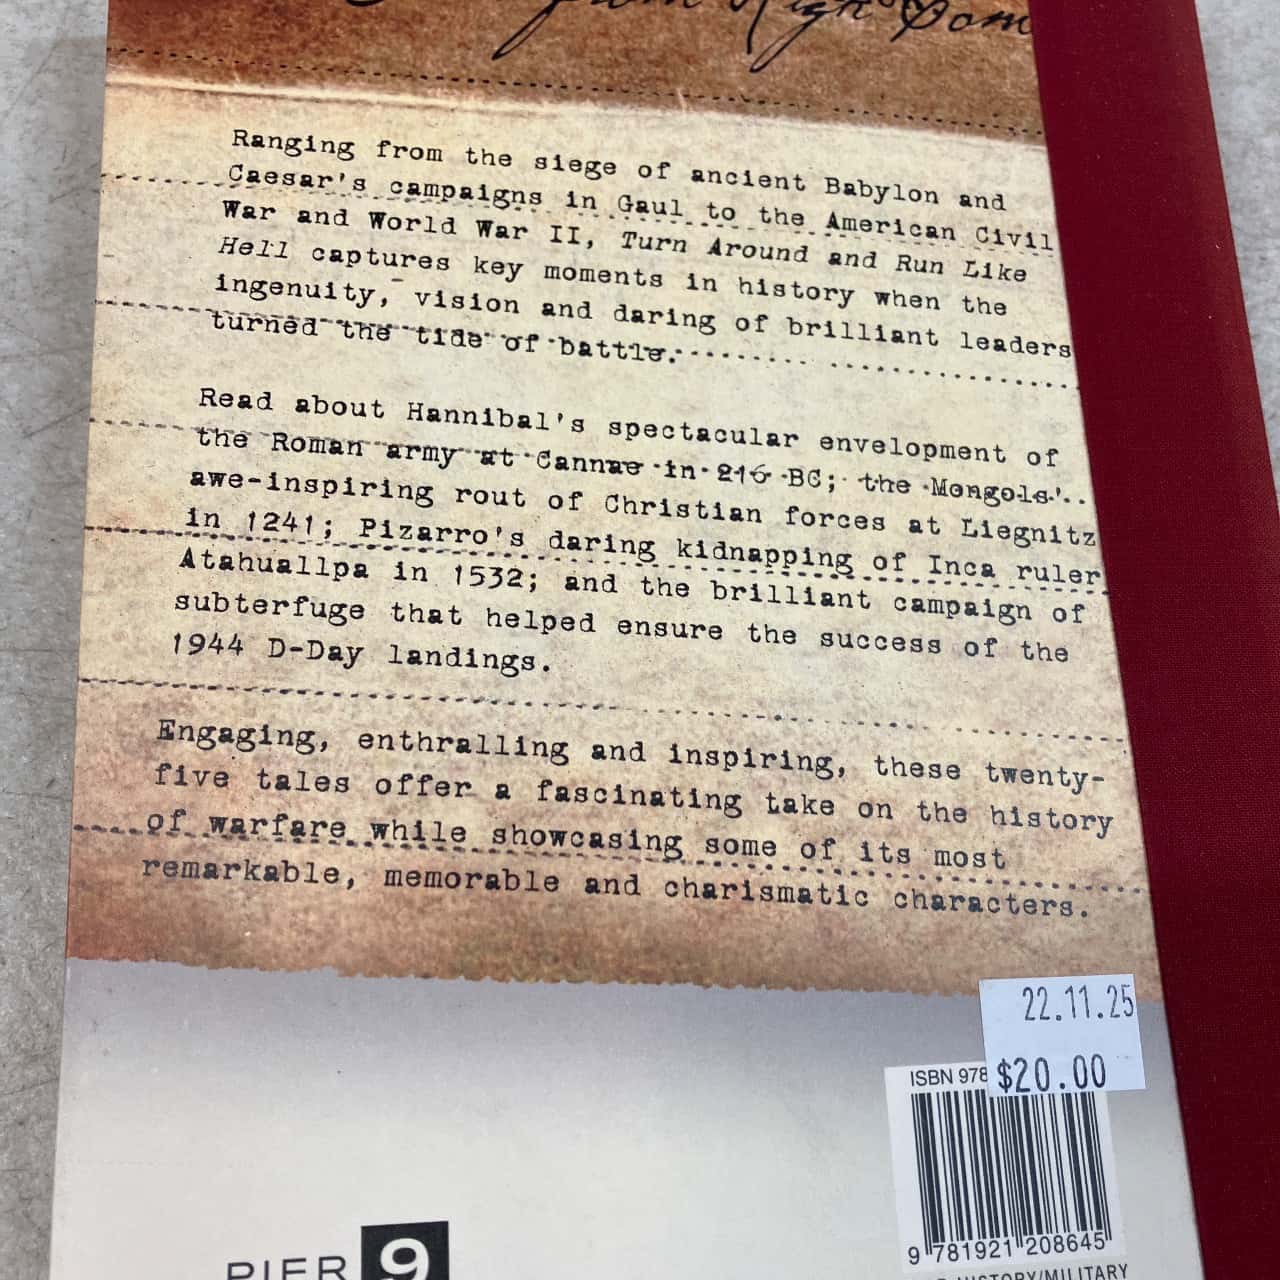 from High Com
Ranging from the siege of ancient Babylon and
Caesar's campaigns in Gaul to the American Civil
War and World War II, Turn Around and Run Like
Hell captures key moments in history when the
ingenuity, vision and daring of brilliant leaders
turned the tide of battle.
Read about Hannibal's spectacular envelopment of
the Roman army at Cannae in 216 BC; the Mongols'
awe-inspiring rout of Christian forces at Liegnitz
in 1241; Pizarro's daring kidnapping of Inca ruler
Atahuallpa in 1532; and the brilliant campaign of
subterfuge that helped ensure the success of the
1944 D-Day landings.
Engaging, enthralling and inspiring, these twenty-
five tales offer a fascinating take on the history
of warfare while showcasing some of its most
remarkable, memorable and charismatic characters.
22.11.25
$20.00
ISBN 978
9 781921 208645
HISTORY/MILITARY
PIER 9